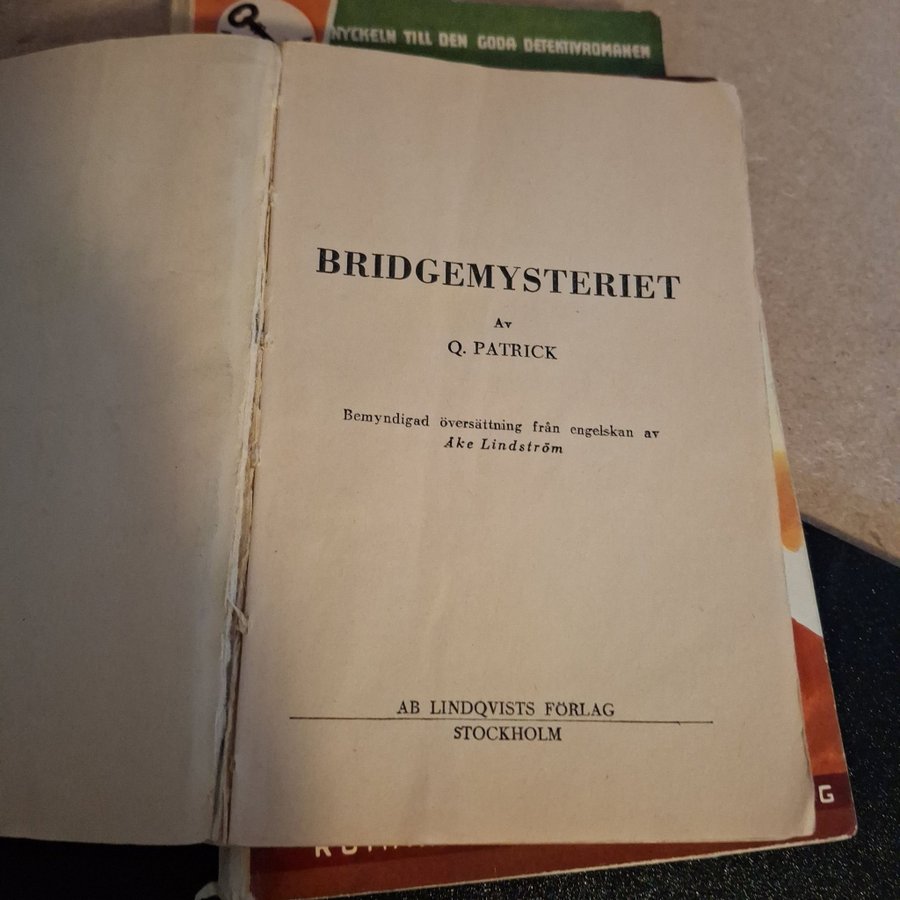 NYCKELN TILL DEN GODA DETEKTIVROMANEN
BRIDGEMYSTERIET
Av
Q. PATRICK
Bemyndigad översättning från engelskan av
Åke Lindström
AB LINDQVISTS FÖRLAG
STOCKHOLM
G